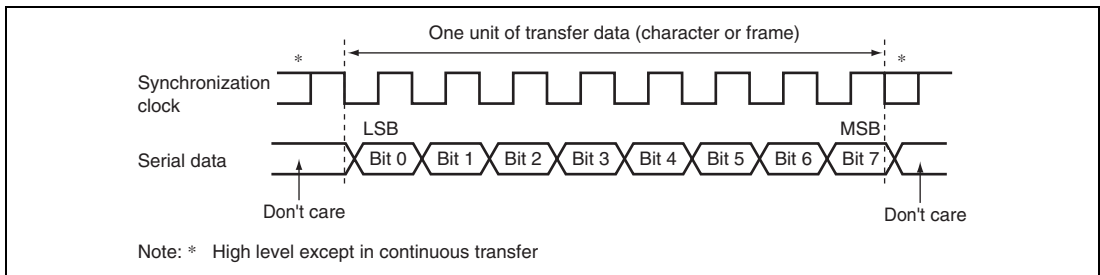 One unit of transfer data (character or frame)
*
*
Synchronization
clock
LSB
MSB
Serial data
Bit 0
Bit 1
Bit 2
Bit 3
Bit 4
Bit 5
Bit 6
Bit 7
Don't care
Don't care
Note: * High level except in continuous transfer